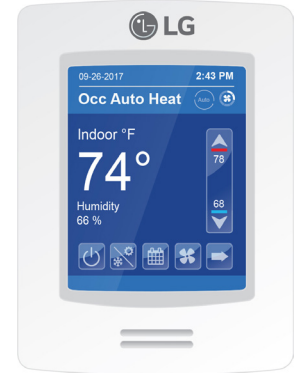 LG
09-26-2017 2:43 PM
Occ Auto Heat Auto
Indoor °F
74°
78
Humidity 68
66 %